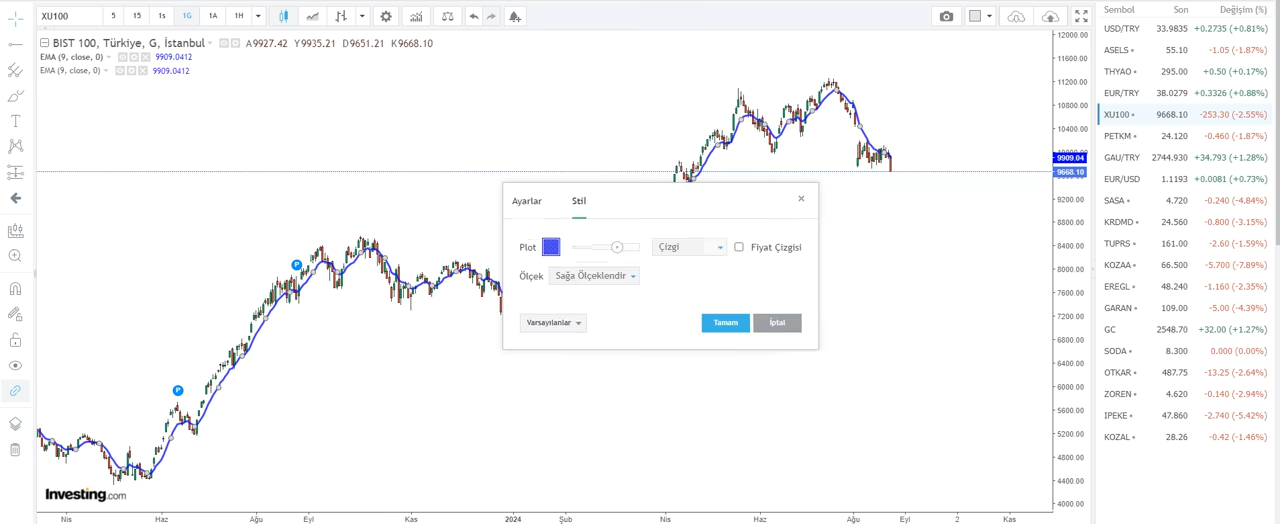 XU100 5 15 1s 1G 1A 1H
BIST 100, Türkiye, G, İstanbul A9927.42 Y9935.21 D9651.21 K9668.10
EMA (9, close, 0) 9909.0412
EMA (9, close, 0) 9909.0412
P
P
Ayarlar Stil
Plot Çizgi Fiyat Çizgisi
Ölçek Sağa Ölçeklendir
Varsayılanlar Tamam İptal
Investing.com
12000.00
11600.00
11200.00
10800.00
10400.00
9909.04
9668.10
9200.00
8800.00
8400.00
8000.00
7600.00
7200.00
6800.00
6400.00
6000.00
5600.00
5200.00
4800.00
4400.00
4000.00
Nis Haz Ağu Eyl Kas 2024 Şub Nis Haz Ağu Eyl 2 Kas
Sembol Son Değişim (%)
USD/TRY 33.9835 +0.2735 (+0.81%)
ASELS 55.10 -1.05 (-1.87%)
THYAO 295.00 +0.50 (+0.17%)
EUR/TRY 38.0279 +0.3326 (+0.88%)
XU100 9668.10 -253.30 (-2.55%)
PETKM 24.120 -0.460 (-1.87%)
GAU/TRY 2744.930 +34.793 (+1.28%)
EUR/USD 1.1193 +0.0081 (+0.73%)
SASA 4.720 -0.240 (-4.84%)
KRDMD 24.560 -0.800 (-3.15%)
TUPRS 161.00 -2.60 (-1.59%)
KOZAA 66.500 -5.700 (-7.89%)
EREGL 48.240 -1.160 (-2.35%)
GARAN 109.00 -5.00 (-4.39%)
GC 2548.70 +32.00 (+1.27%)
SODA 8.300 0.000 (0.00%)
OTKAR 487.75 -13.25 (-2.64%)
ZOREN 4.620 -0.140 (-2.94%)
IPEKE 47.860 -2.740 (-5.42%)
KOZAL 28.26 -0.42 (-1.46%)